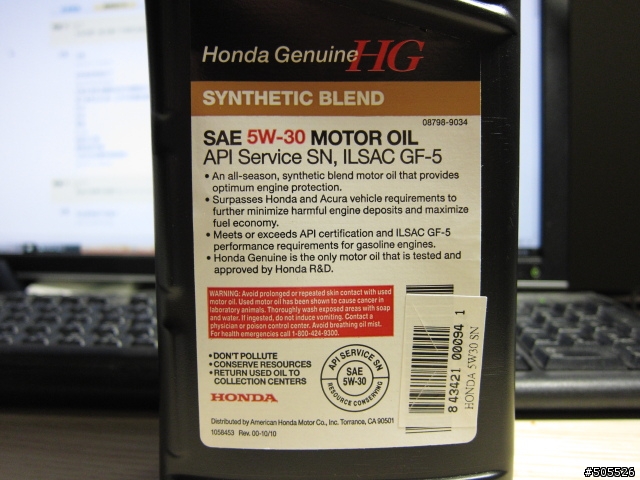 Honda Genuine HG
SYNTHETIC BLEND
08798-9034
SAE 5W-30 MOTOR OIL
API Service SN, ILSAC GF-5
• An all-season, synthetic blend motor oil that provides
optimum engine protection.
• Surpasses Honda and Acura vehicle requirements to
further minimize harmful engine deposits and maximize
fuel economy.
• Meets or exceeds API certification and ILSAC GF-5
performance requirements for gasoline engines.
• Honda Genuine is the only motor oil that is tested and
approved by Honda R&D.
WARNING: Avoid prolonged or repeated skin contact with used
motor oil. Used motor oil has been shown to cause cancer in
laboratory animals. Thoroughly wash exposed areas with soap
and water. If ingested, do not induce vomiting. Contact a
physician or poison control center. Avoid breathing oil mist.
For health emergencies call 1-800-424-9300.
• DON'T POLLUTE
• CONSERVE RESOURCES
• RETURN USED OIL TO
COLLECTION CENTERS
HONDA
API SERVICE SN
SAE
5W-30
RESOURCE CONSERVING
8 43421 00094 1
HONDA 5W30 SN
Distributed by American Honda Motor Co., Inc. Torrance, CA 90501
1058453 Rev. 00-10/10
#505526